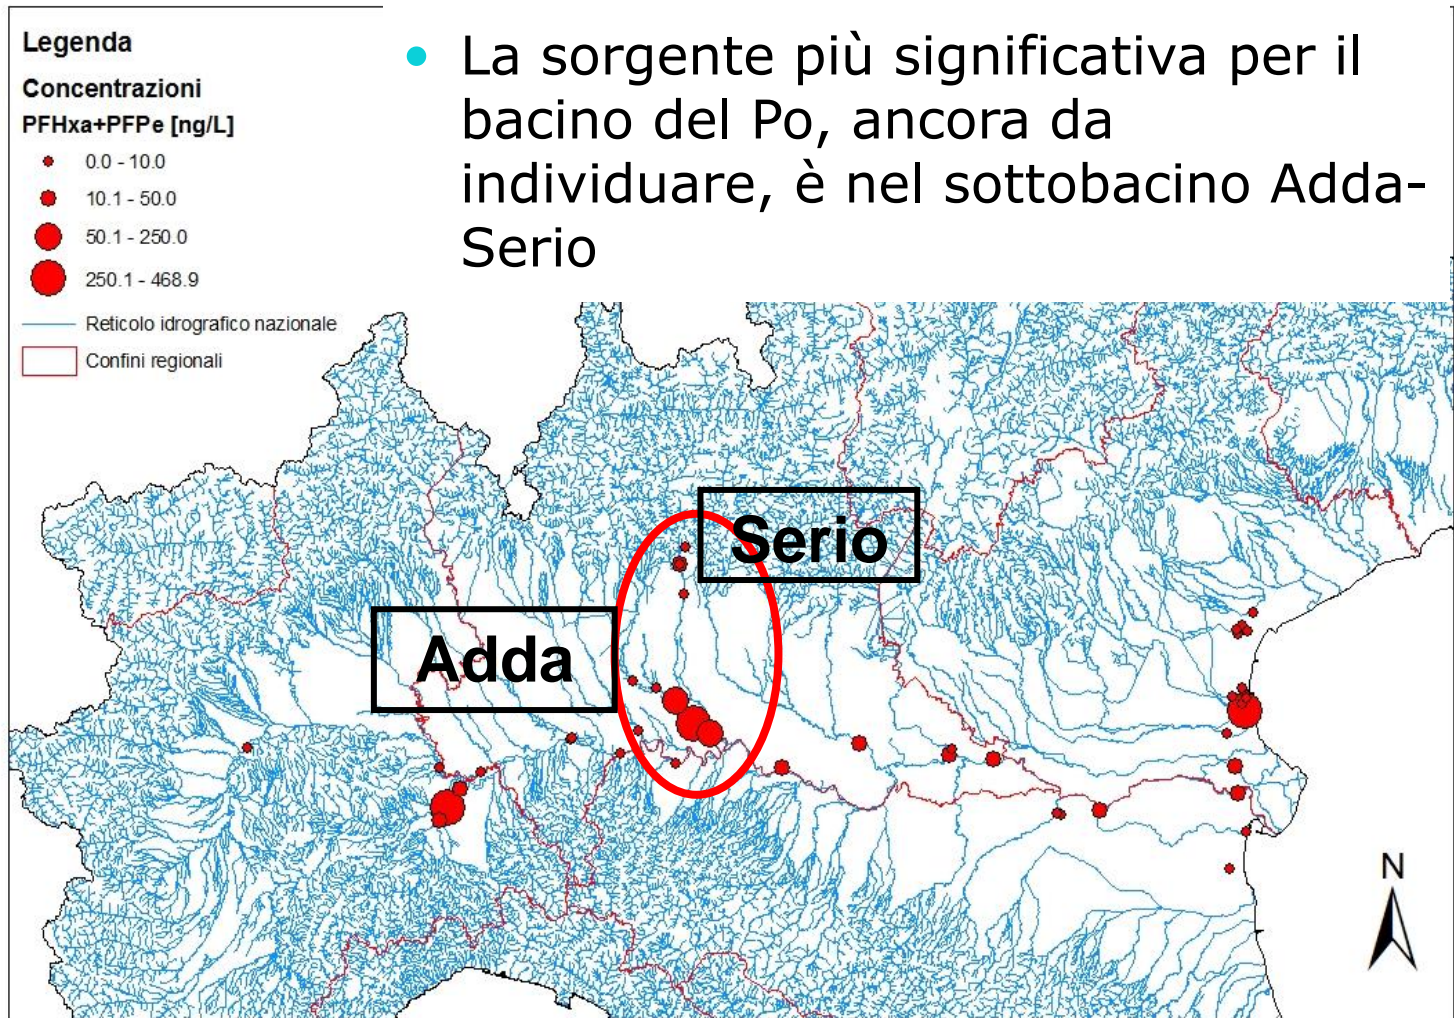 Legenda
Concentrazioni
PFHxa+PFPe [ng/L]
0.0 - 10.0
10.1 - 50.0
50.1 - 250.0
250.1 - 468.9
Reticolo idrografico nazionale
Confini regionali
• La sorgente più significativa per il
bacino del Po, ancora da
individuare, è nel sottobacino Adda-
Serio
Serio
Adda
N